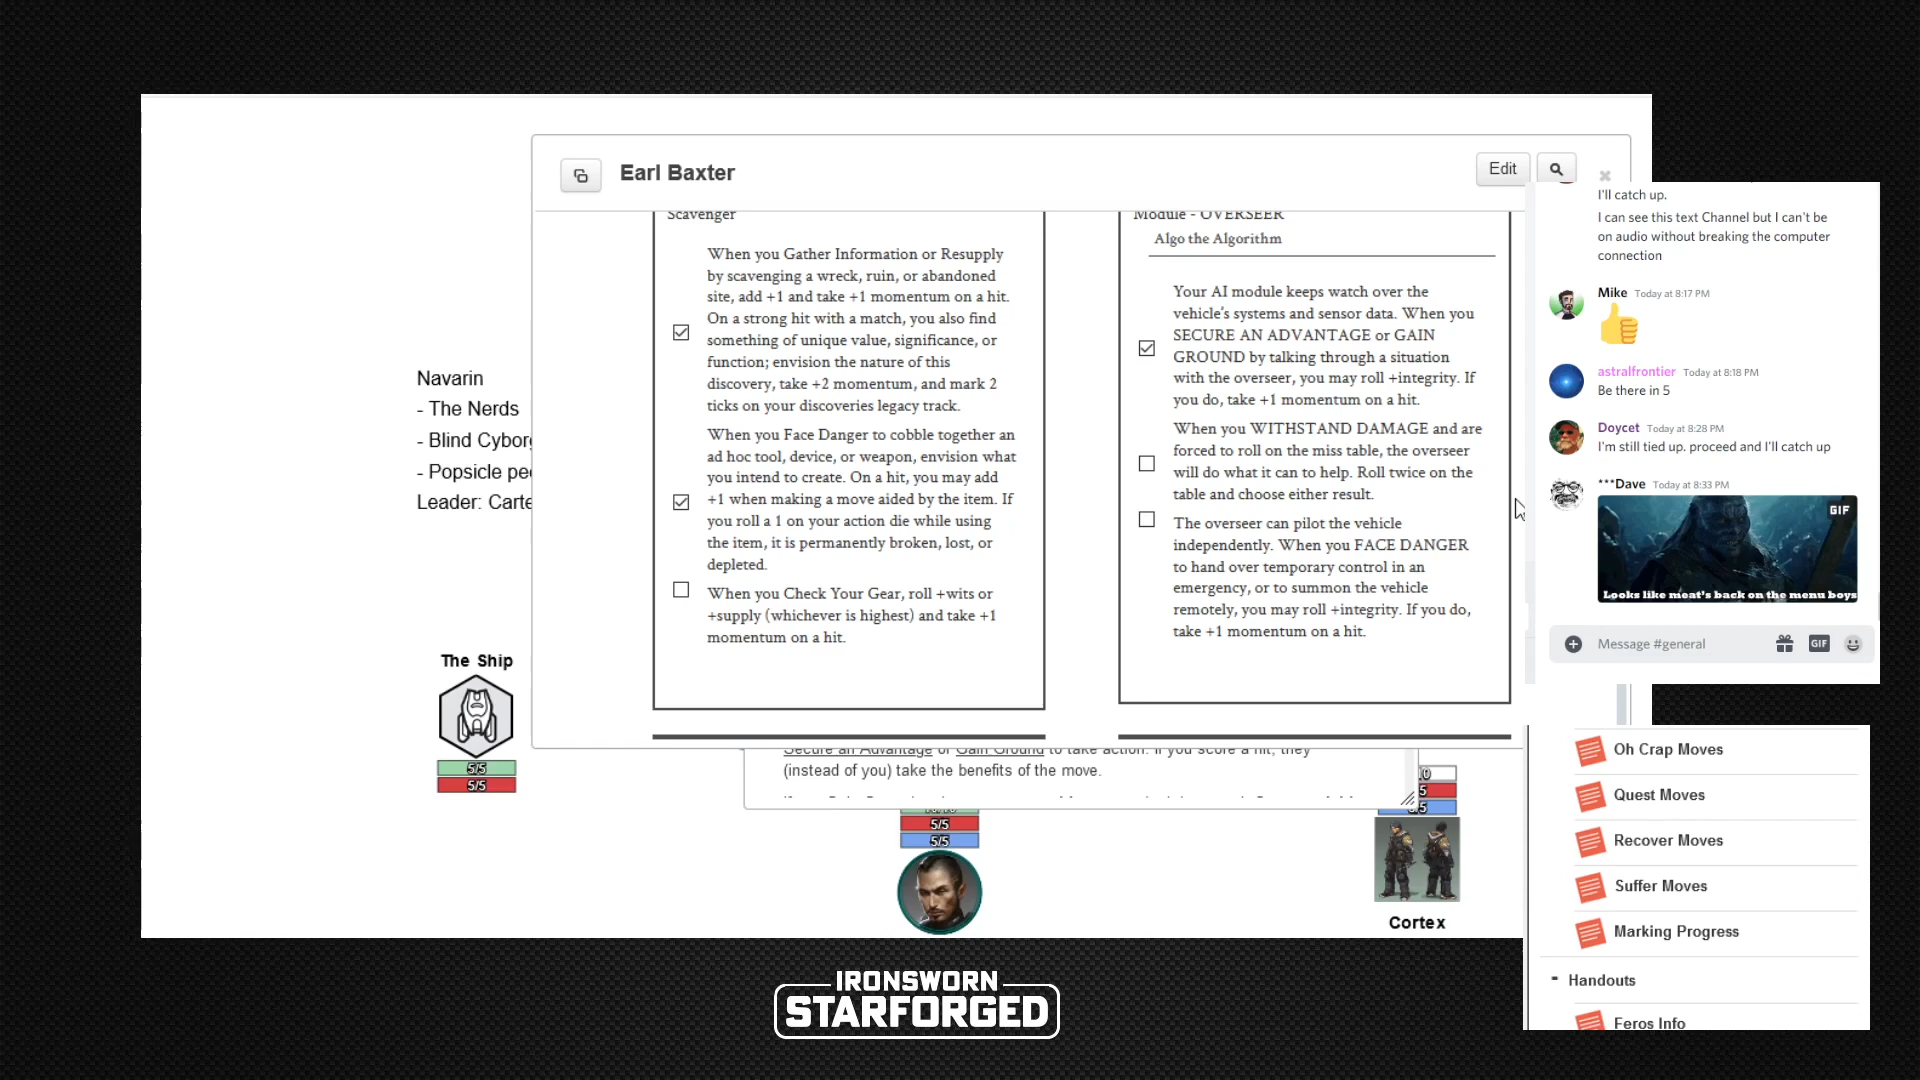 Earl Baxter
Edit
Scavenger
When you Gather Information or Resupply
by scavenging a wreck, ruin, or abandoned
site, add +1 and take +1 momentum on a hit.
On a strong hit with a match, you also find
something of unique value, significance, or
function; envision the nature of this
discovery, take +2 momentum, and mark 2
ticks on your discoveries legacy track.
When you Face Danger to cobble together an
ad hoc tool, device, or weapon, envision what
you intend to create. On a hit, you may add
+1 when making a move aided by the item. If
you roll a 1 on your action die while using
the item, it is permanently broken, lost, or
depleted.
When you Check Your Gear, roll +wits or
+supply (whichever is highest) and take +1
momentum on a hit.
Module - OVERSEER
Algo the Algorithm
Your AI module keeps watch over the
vehicle's systems and sensor data. When you
SECURE AN ADVANTAGE or GAIN
GROUND by talking through a situation
with the overseer, you may roll +integrity. If
you do, take +1 momentum on a hit.
When you WITHSTAND DAMAGE and are
forced to roll on the miss table, the overseer
will do what it can to help. Roll twice on the
table and choose either result.
The overseer can pilot the vehicle
independently. When you FACE DANGER
to hand over temporary control in an
emergency, or to summon the vehicle
remotely, you may roll +integrity. If you do,
take +1 momentum on a hit.
Navarin
- The Nerds
- Blind Cyborg
- Popsicle pe
Leader: Carte
The Ship
5/5
5/5
Secure an Advantage or Gain Ground to take action. If you score a hit, they
(instead of you) take the benefits of the move.
5/5
5/5
Cortex
I'll catch up.
I can see this text Channel but I can't be
on audio without breaking the computer
connection
Mike Today at 8:17 PM
astralfrontier Today at 8:18 PM
Be there in 5
Doycet Today at 8:28 PM
I'm still tied up. proceed and I'll catch up
***Dave Today at 8:33 PM
GIF
Looks like meat's back on the menu boys
Message #general
GIF
Oh Crap Moves
Quest Moves
Recover Moves
Suffer Moves
Marking Progress
- Handouts
Feros Info
IRONSWORN
STARFORGED